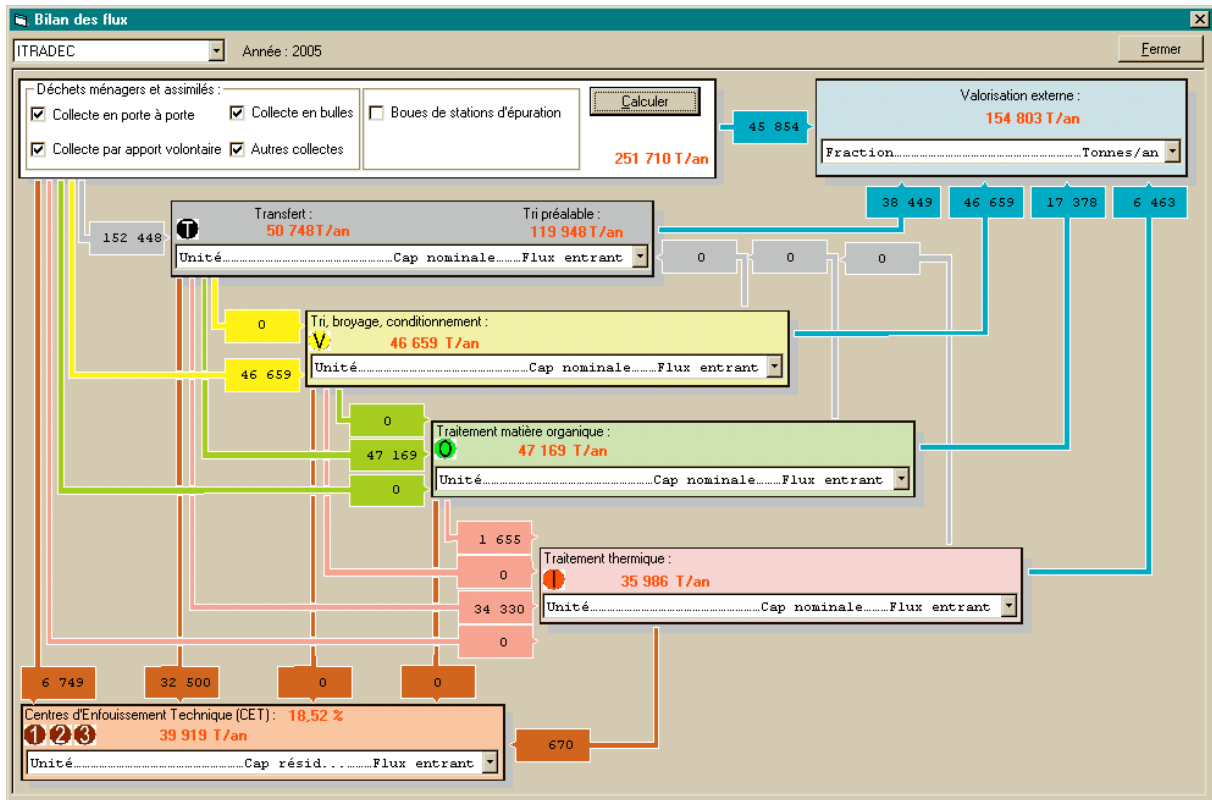 Bilan des flux
ITRADEC
Année : 2005
Fermer
Déchets ménagers et assimilés :
Collecte en porte à porte
Collecte en bulles
Boues de stations d'épuration
Calculer
Collecte par apport volontaire
Autres collectes
251 710 T/an
45 854
Valorisation externe :
154 803 T/an
Fraction.......................................................Tonnes/an
38 449
46 659
17 378
6 463
152 448
T
Transfert :
50 748T/an
Tri préalable :
119 948T/an
Unité..................................................Cap nominale.......Flux entrant
0
0
0
0
Tri, broyage, conditionnement :
V
46 659 T/an
Unité..................................................Cap nominale.......Flux entrant
46 659
0
Traitement matière organique :
O
47 169 T/an
47 169
Unité..................................................Cap nominale.......Flux entrant
0
1 655
Traitement thermique :
I
35 986 T/an
0
34 330
Unité..................................................Cap nominale.......Flux entrant
0
6 749
32 500
0
0
Centres d'Enfouissement Technique (CET) : 18,52 %
1 2 3
39 919 T/an
670
Unité..................................................Cap résid..........Flux entrant